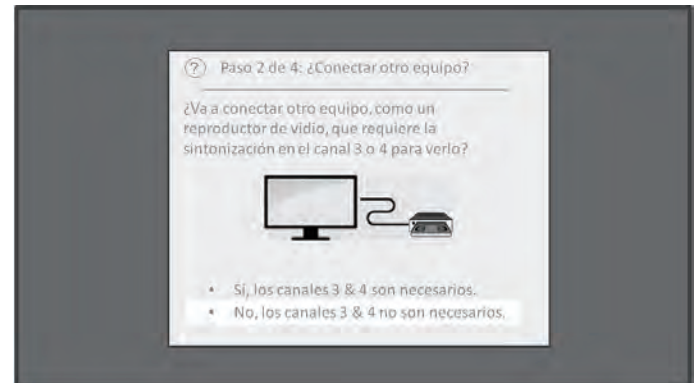 ? Paso 2 de 4: ¿Conectar otro equipo?
¿Va a conectar otro equipo, como un
reproductor de vidio, que requiere la
sintonización en el canal 3 o 4 para verlo?
• Sí, los canales 3 & 4 son necesarios.
• No, los canales 3 & 4 no son necesarios.